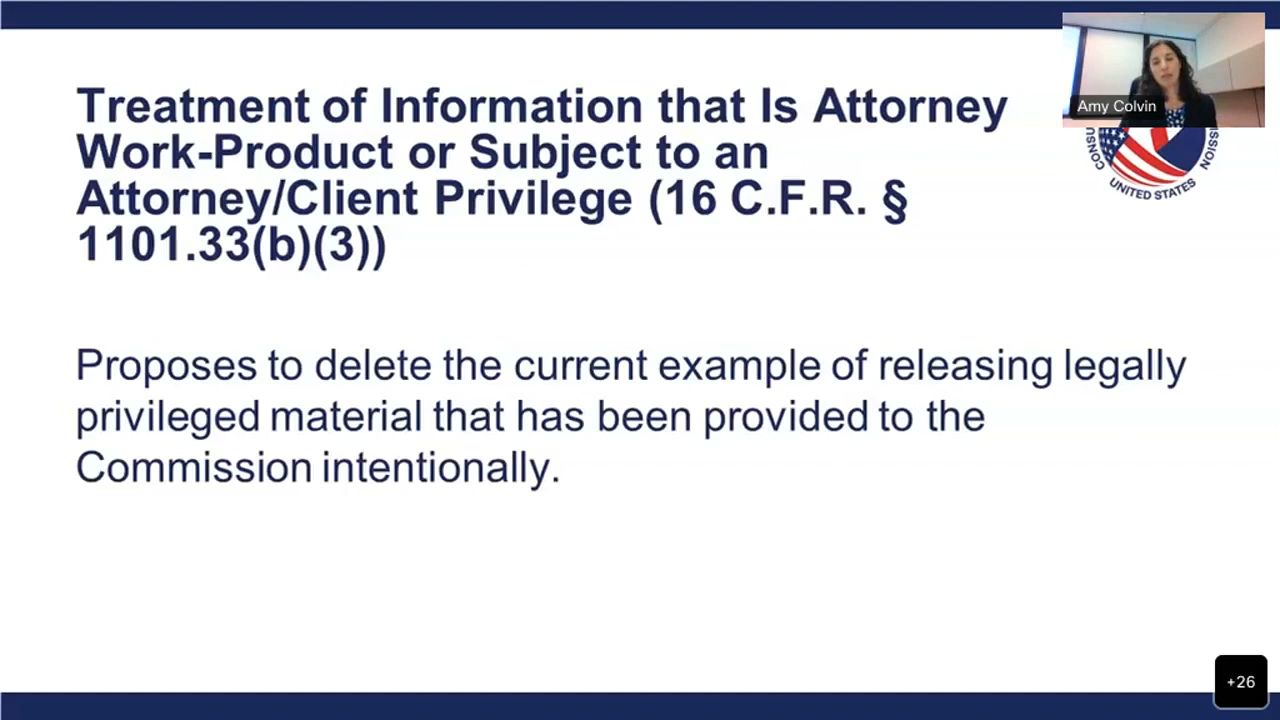 Treatment of Information that Is Attorney
Work-Product or Subject to an
Attorney/Client Privilege (16 C.F.R. §
1101.33(b)(3))
Amy Colvin
UNITED STATES
Proposes to delete the current example of releasing legally
privileged material that has been provided to the
Commission intentionally.
+26